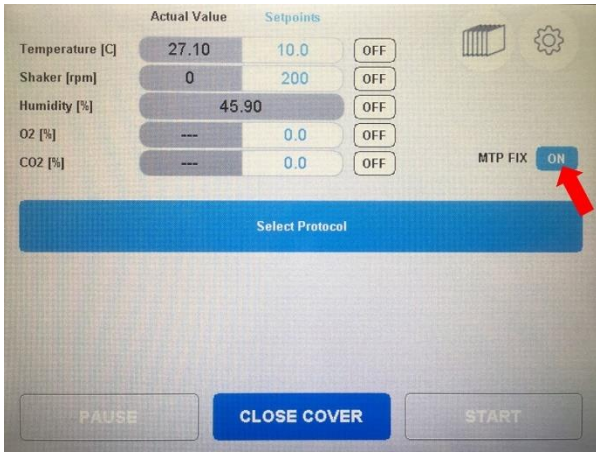 Actual Value Setpoints
Temperature [C] 27.10 10.0 OFF
Shaker [rpm] 0 200 OFF
Humidity [%] 45.90 OFF
O2 [%] --- 0.0 OFF
CO2 [%] --- 0.0 OFF
MTP FIX ON
Select Protocol
PAUSE CLOSE COVER START